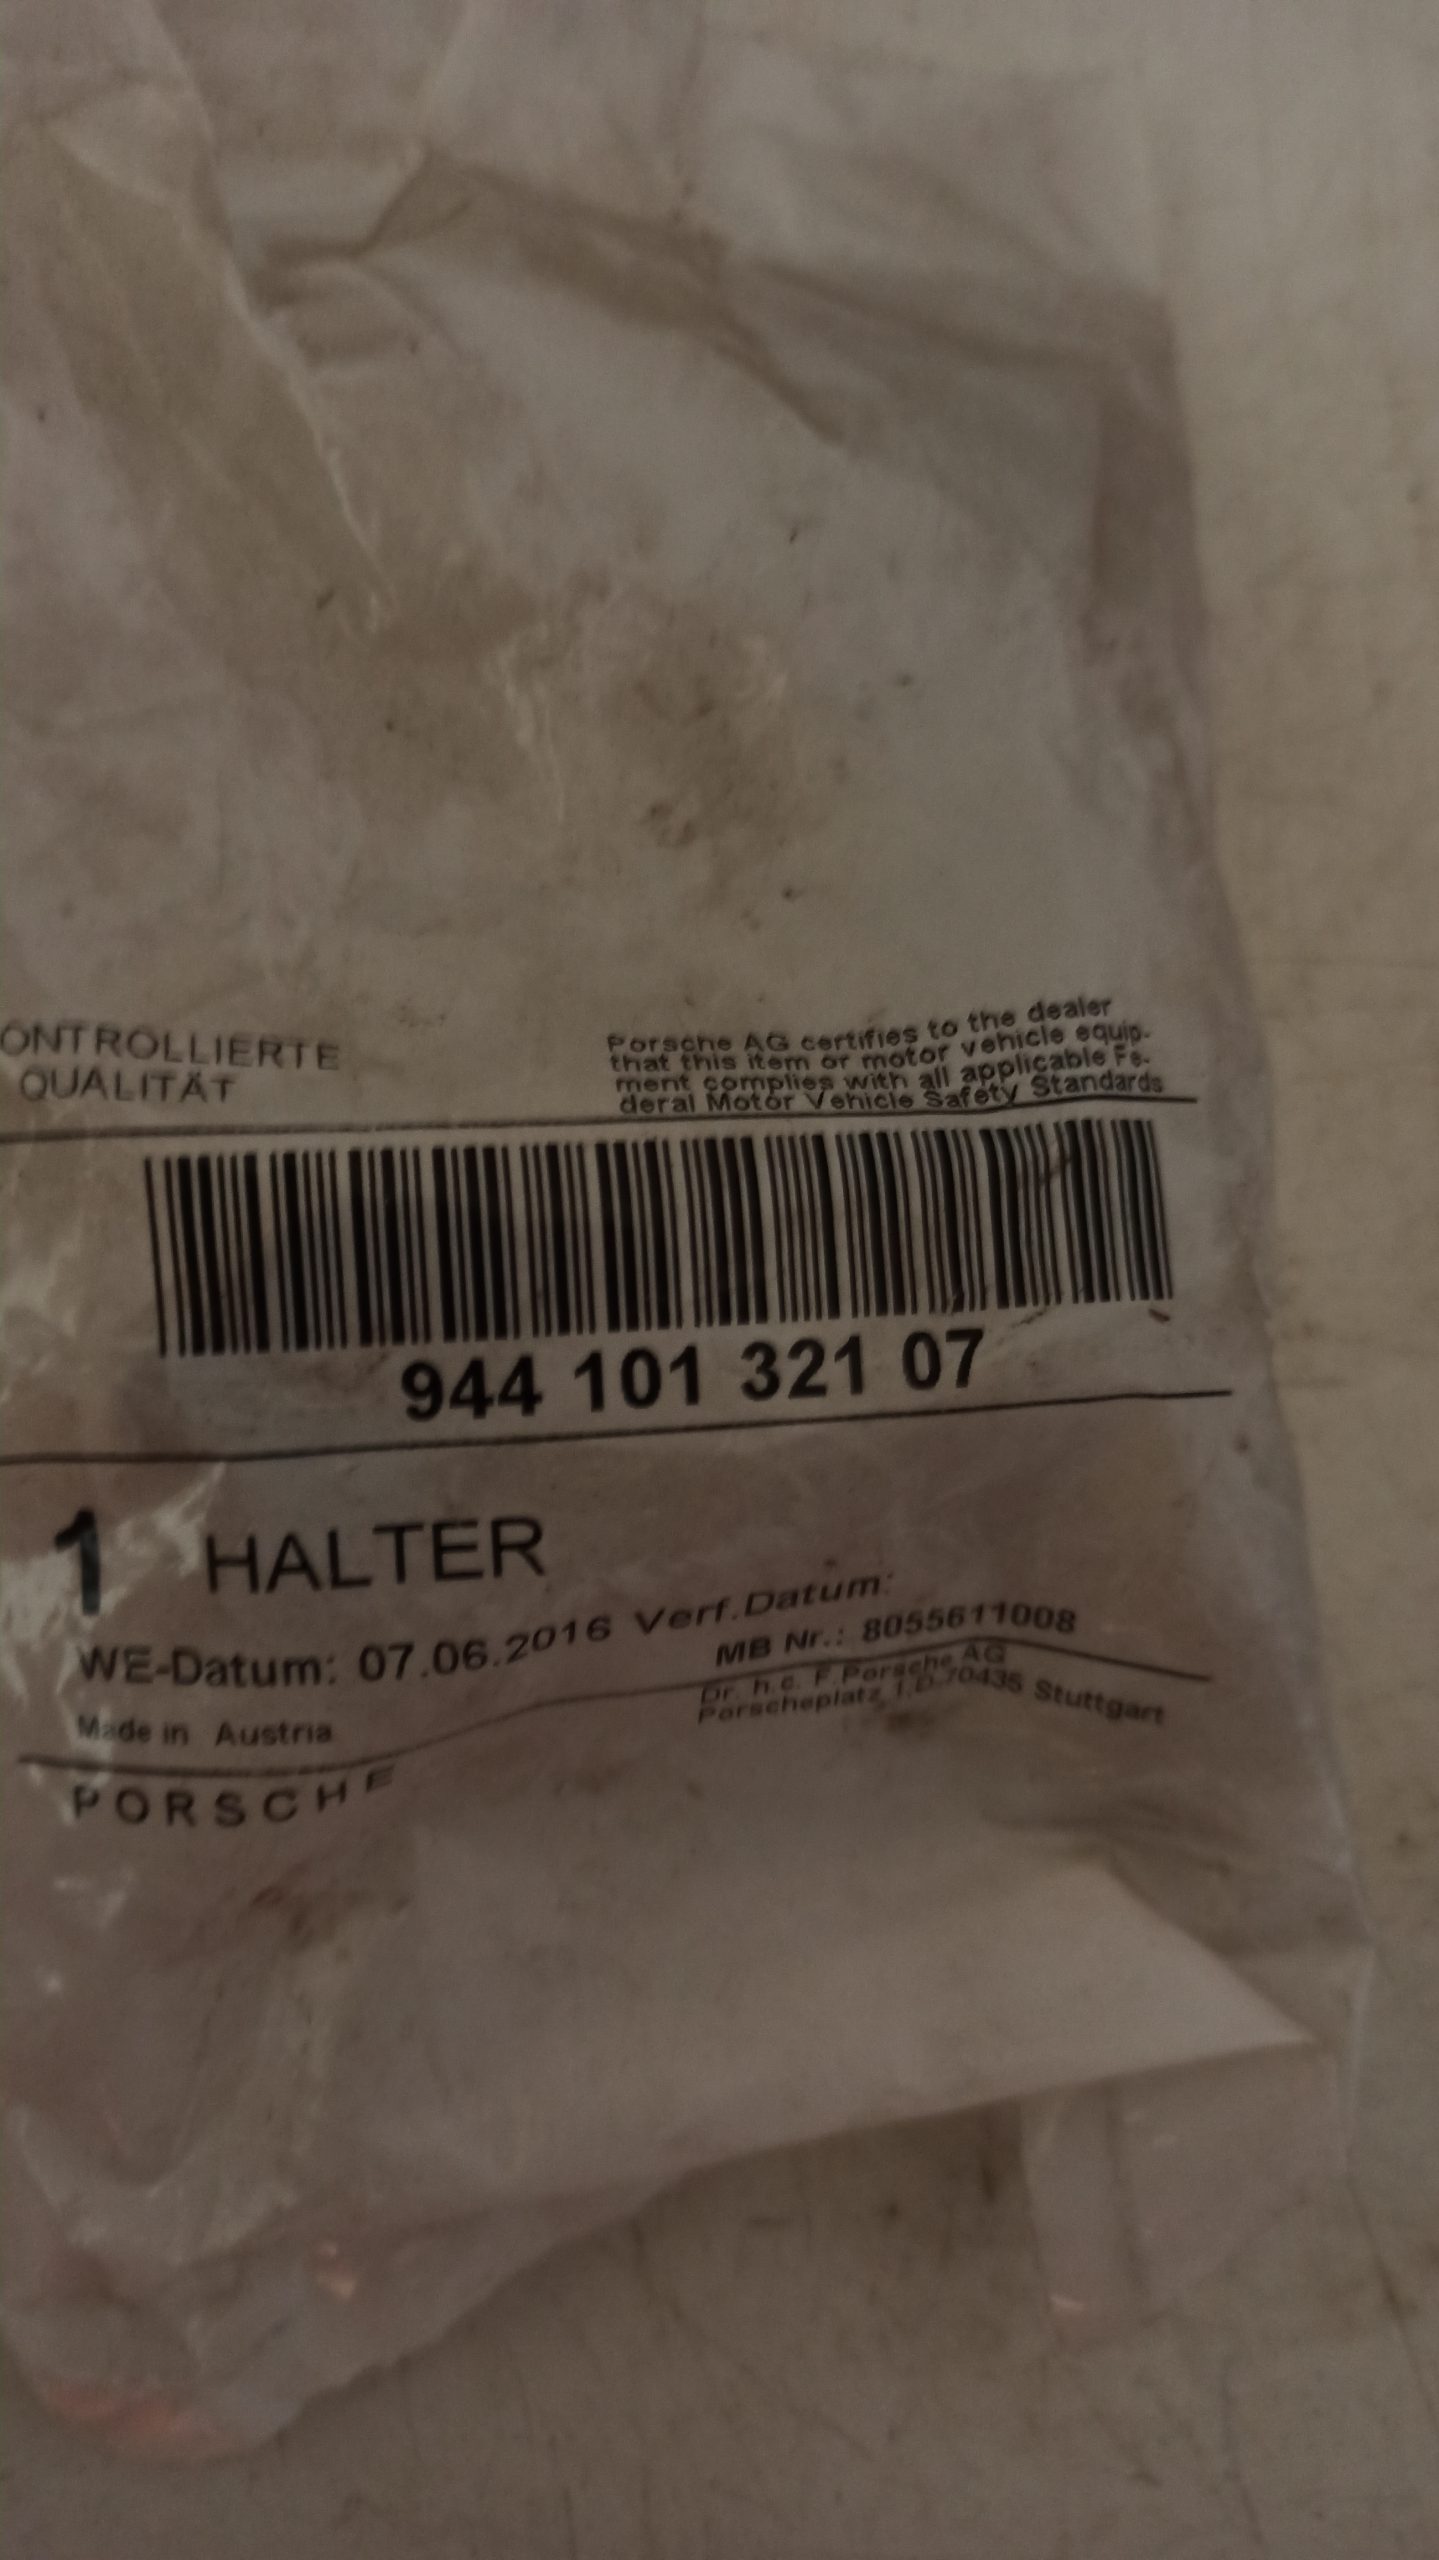 ONTROLLIERTE
QUALITÄT
Porsche AG certifies to the dealer
that this item or motor vehicle equip-
ment complies with all applicable Fe-
deral Motor Vehicle Safety Standards
944 101 321 07
1 HALTER
WE-Datum: 07.06.2016 Verf.Datum:
MB Nr.: 8055611008
Dr. h.c. F.Porsche AG
Porscheplatz 1,D-70435 Stuttgart
Made in Austria
PORSCHE